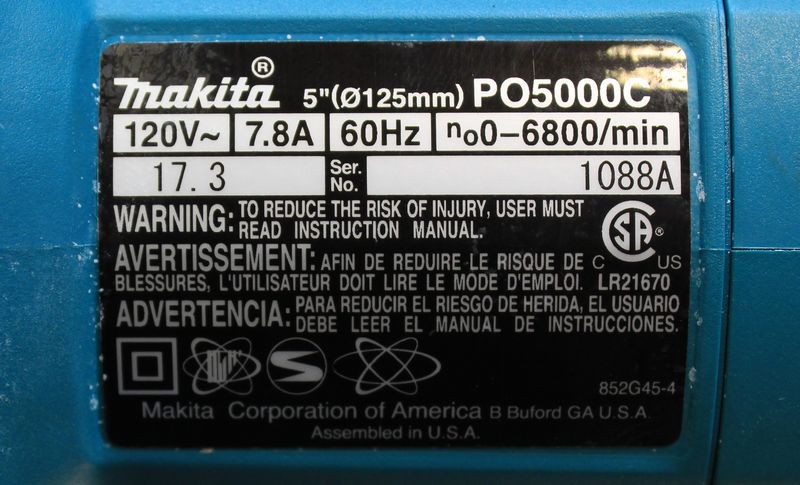 Makita® 5"(Ø125mm) PO5000C
120V~ 7.8A 60Hz no0-6800/min
17.3 Ser. No. 1088A
WARNING: TO REDUCE THE RISK OF INJURY, USER MUST
READ INSTRUCTION MANUAL.
SA ®
AVERTISSEMENT: AFIN DE REDUIRE LE RISQUE DE C US
BLESSURES, L'UTILISATEUR DOIT LIRE LE MODE D'EMPLOI. LR21670
ADVERTENCIA: PARA REDUCIR EL RIESGO DE HERIDA, EL USUARIO
DEBE LEER EL MANUAL DE INSTRUCCIONES.
852G45-4
Makita Corporation of America B Buford GA U.S.A.
Assembled in U.S.A.